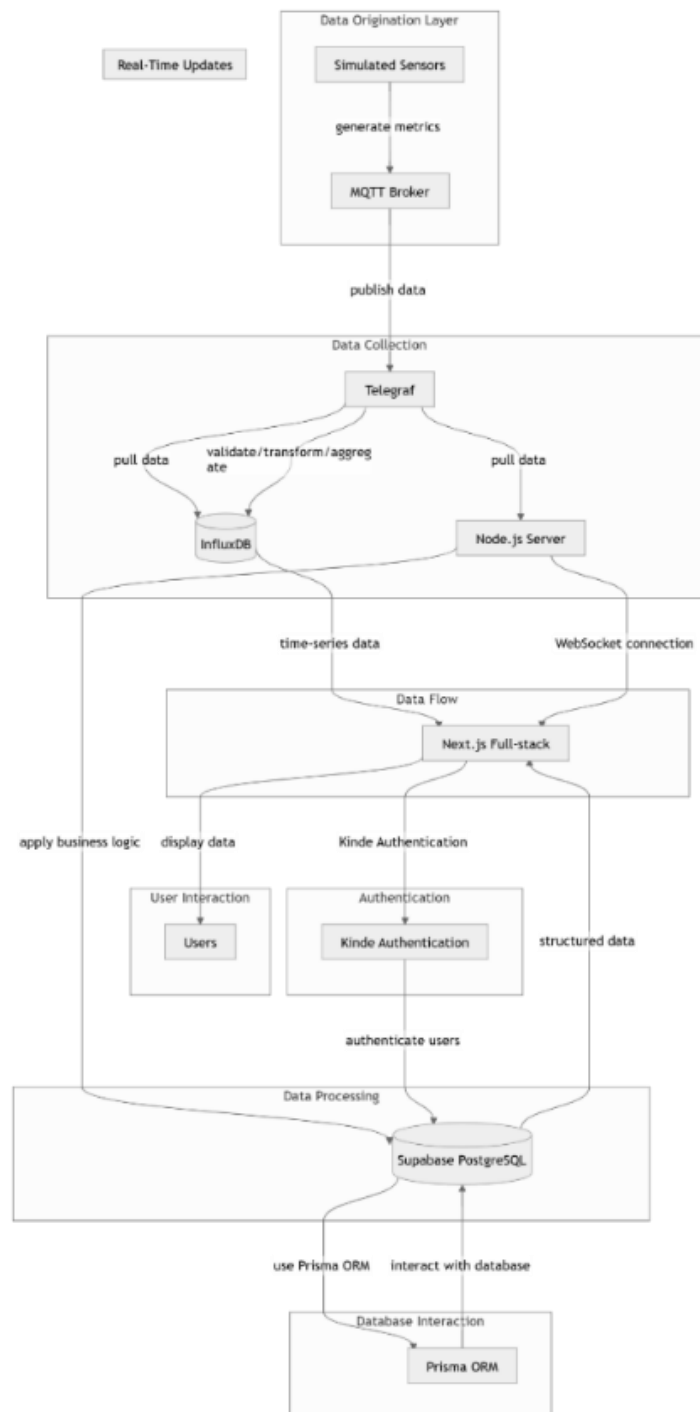 Data Origination Layer
Real-Time Updates
Simulated Sensors
generate metrics
MQTT Broker
publish data
Data Collection
Telegraf
pull data
validate/transform/aggreg
ate
pull data
InfluxDB
Node.js Server
time-series data
WebSocket connection
Data Flow
Next.js Full-stack
apply business logic
display data
Kinde Authentication
User Interaction
Authentication
Users
Kinde Authentication
structured data
authenticate users
Data Processing
Supabase PostgreSQL
use Prisma ORM
interact with database
Database Interaction
Prisma ORM